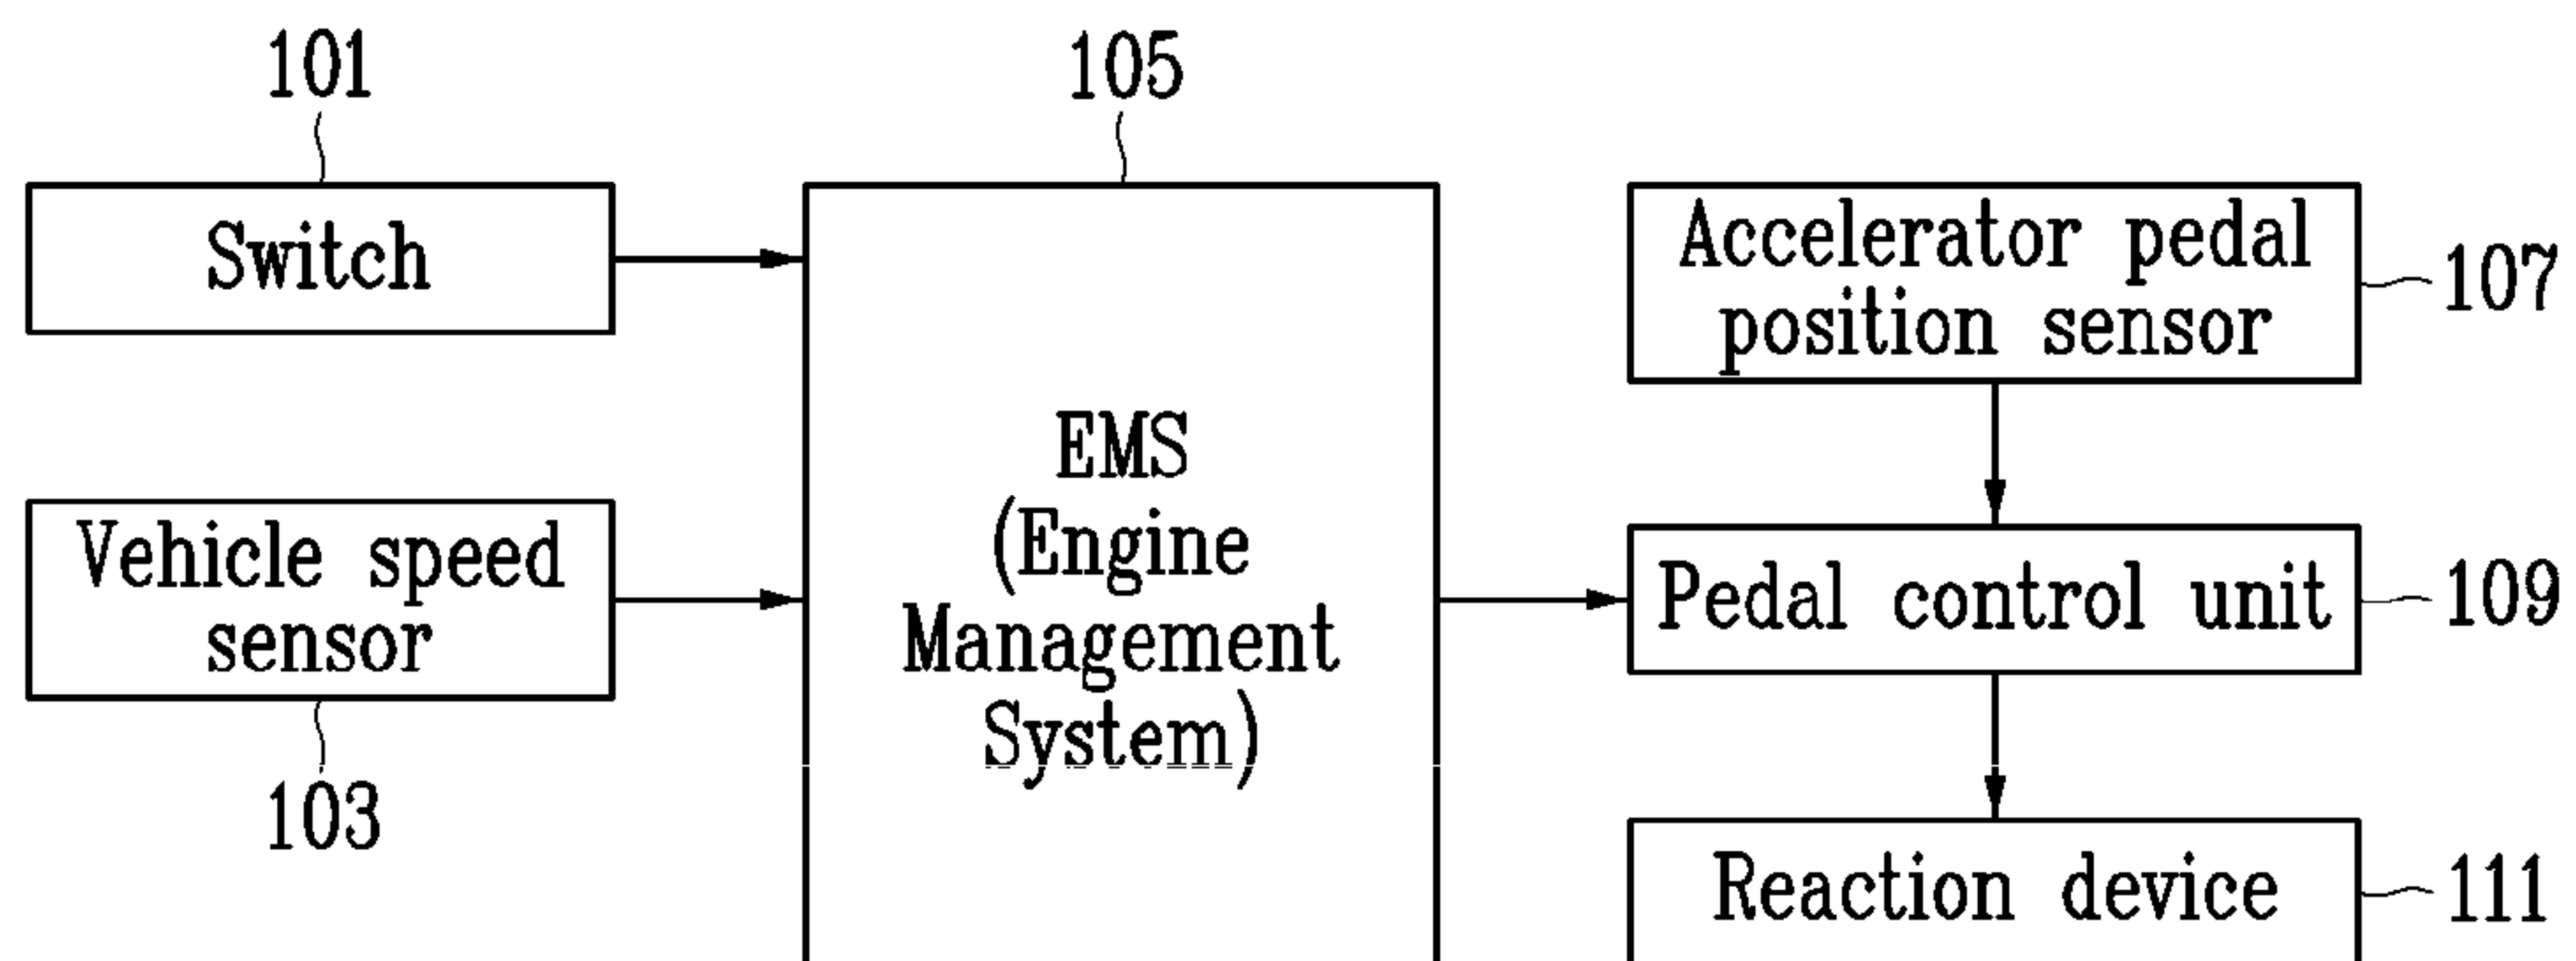 101
105
Switch
Accelerator pedal
position sensor
107
Vehicle speed
sensor
103
EMS
(Engine
Management
System)
Pedal control unit
109
Reaction device
111